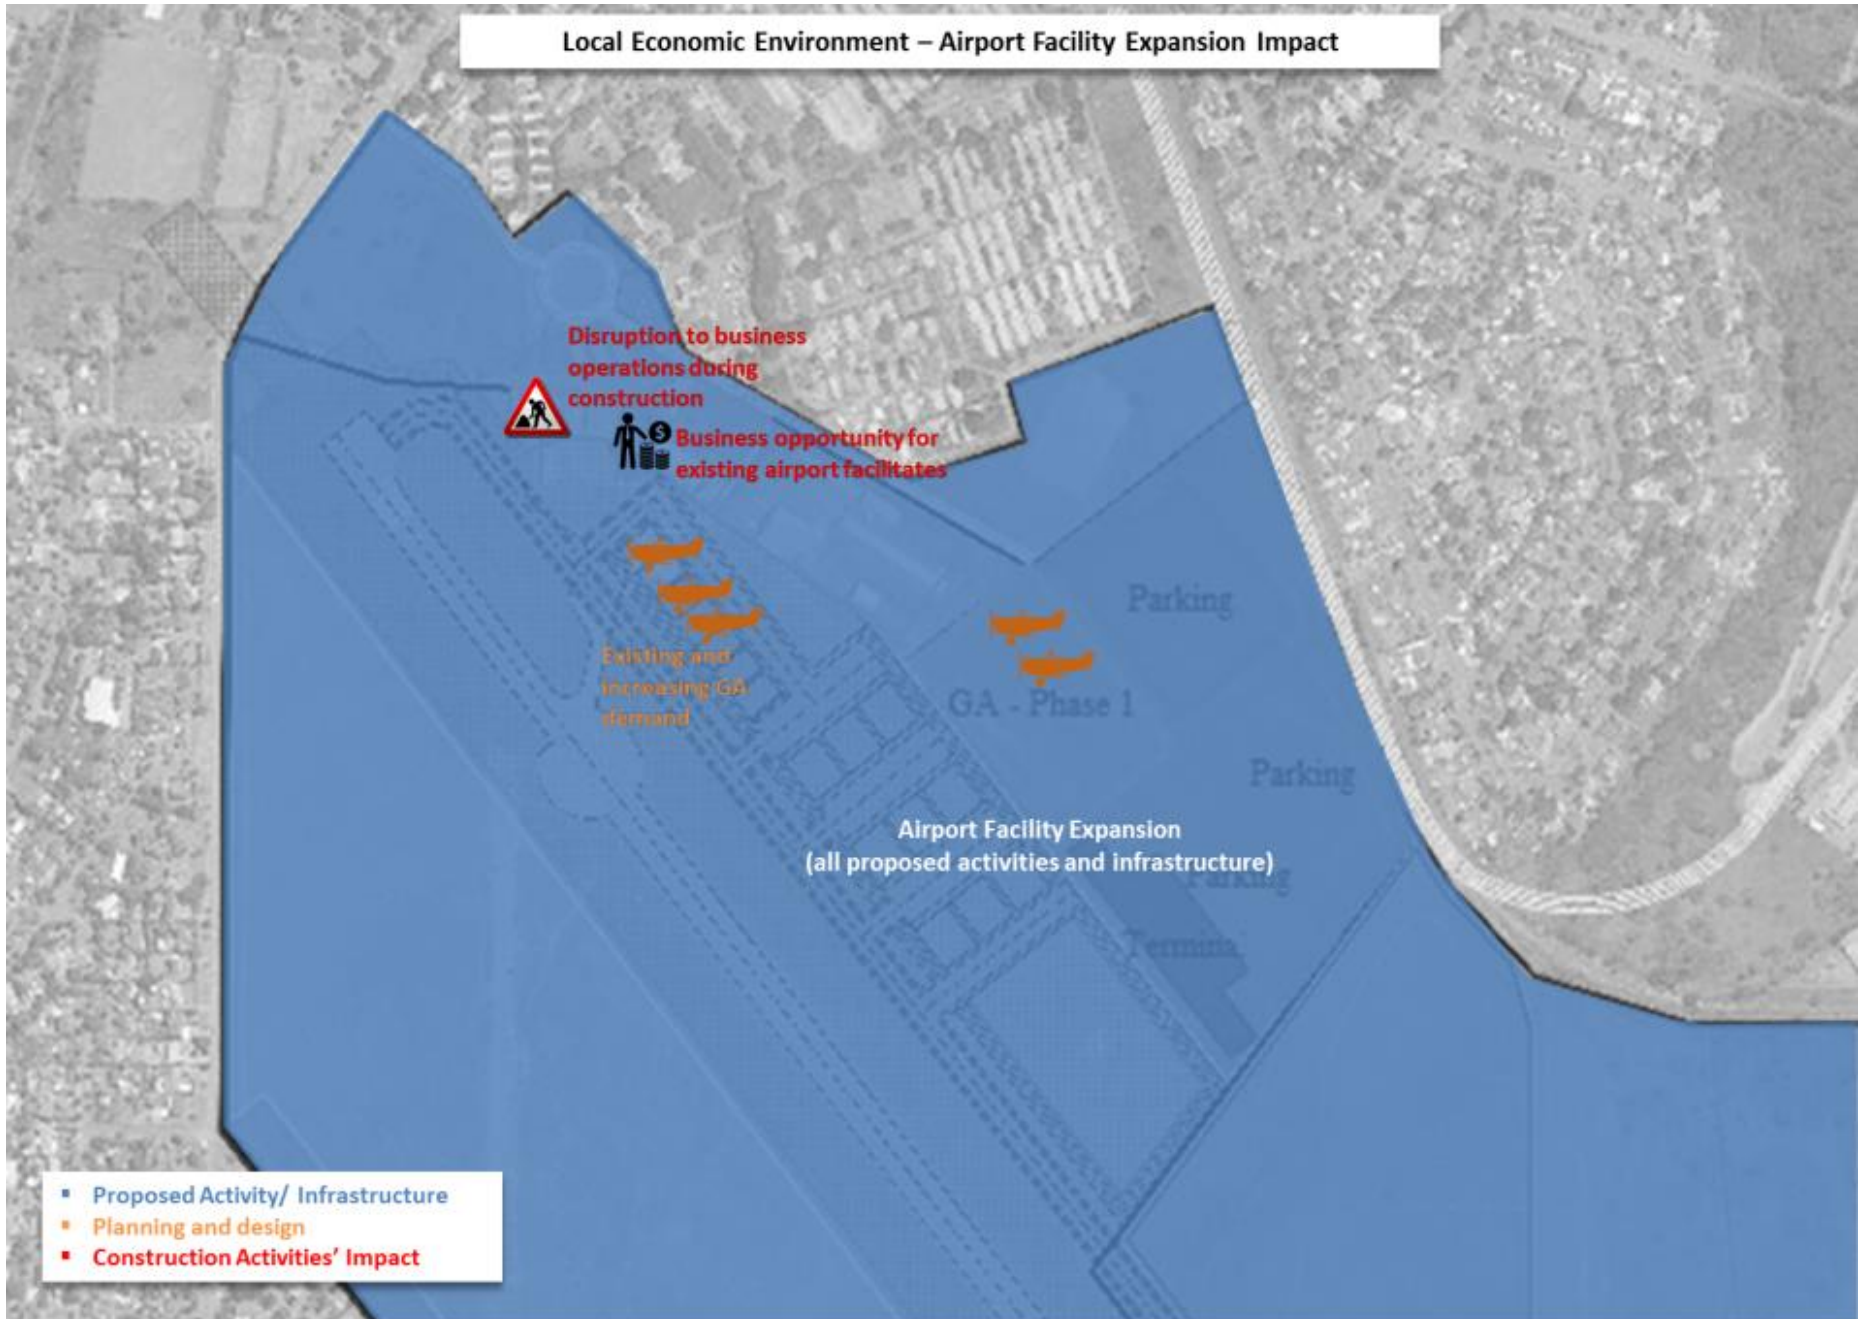 Local Economic Environment – Airport Facility Expansion Impact
Disruption to business
operations during
construction
Business opportunity for
existing airport facilitates
Existing and
increasing GA
demand
Parking
GA - Phase 1
Parking
Airport Facility Expansion
(all proposed activities and infrastructure)
Parking
Termina
▪ Proposed Activity/ Infrastructure
▪ Planning and design
▪ Construction Activities’ Impact